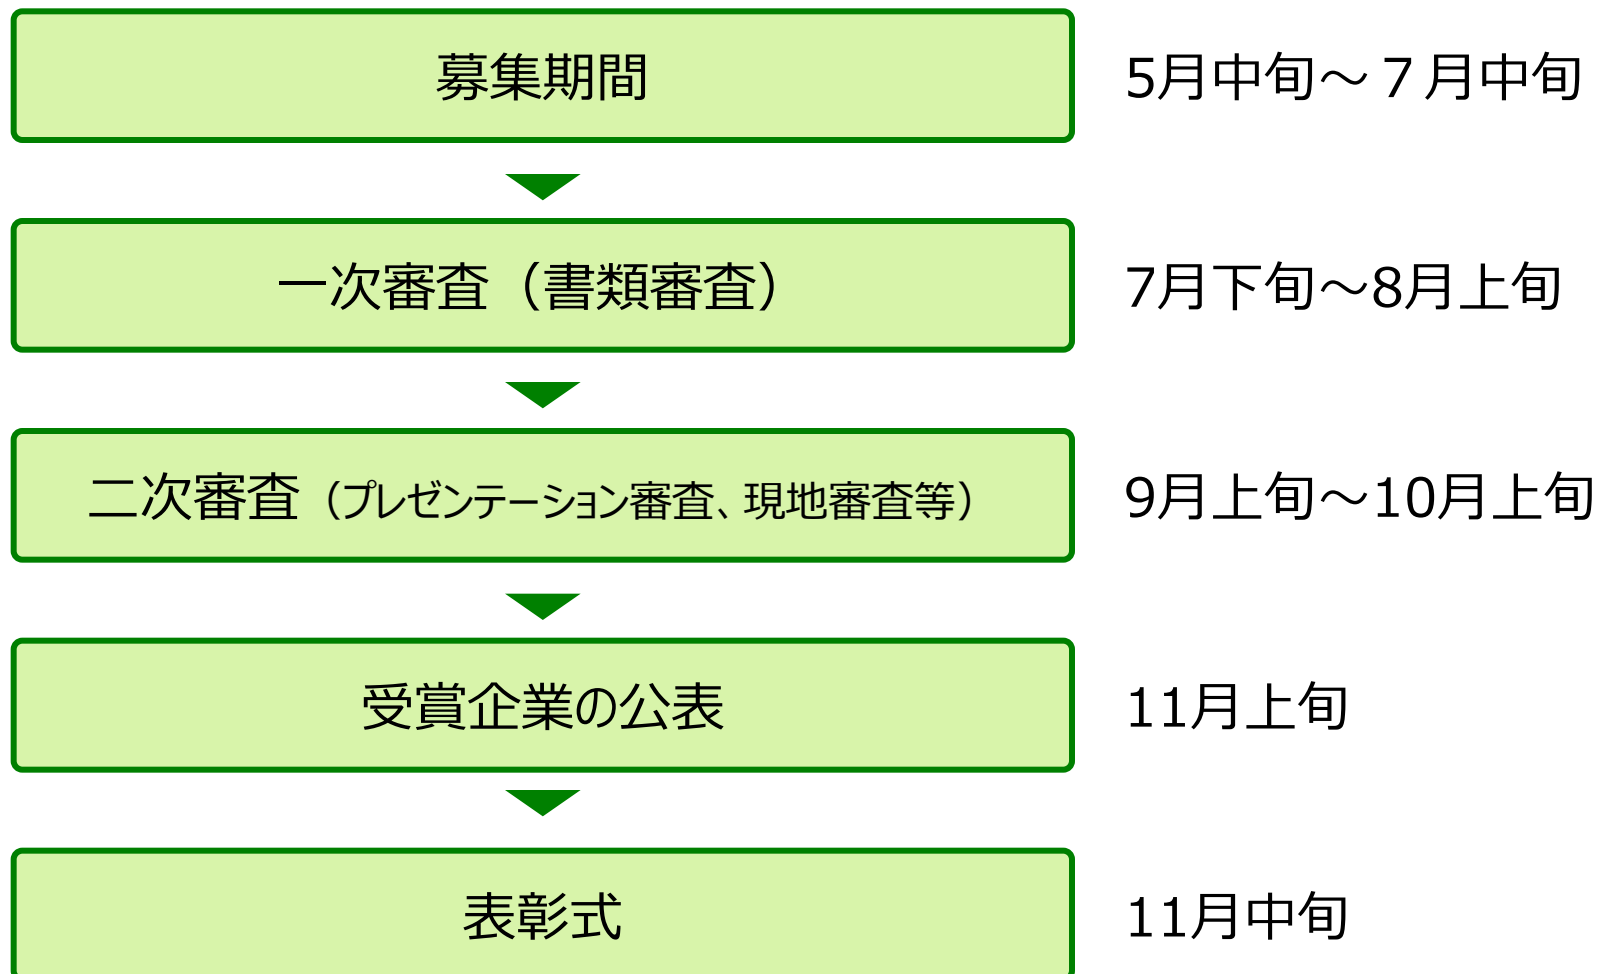 募集期間
5月中旬～７月中旬
一次審査（書類審査）
7月下旬～8月上旬
二次審査（プレゼンテーション審査、現地審査等）
9月上旬～10月上旬
受賞企業の公表
11月上旬
表彰式
11月中旬